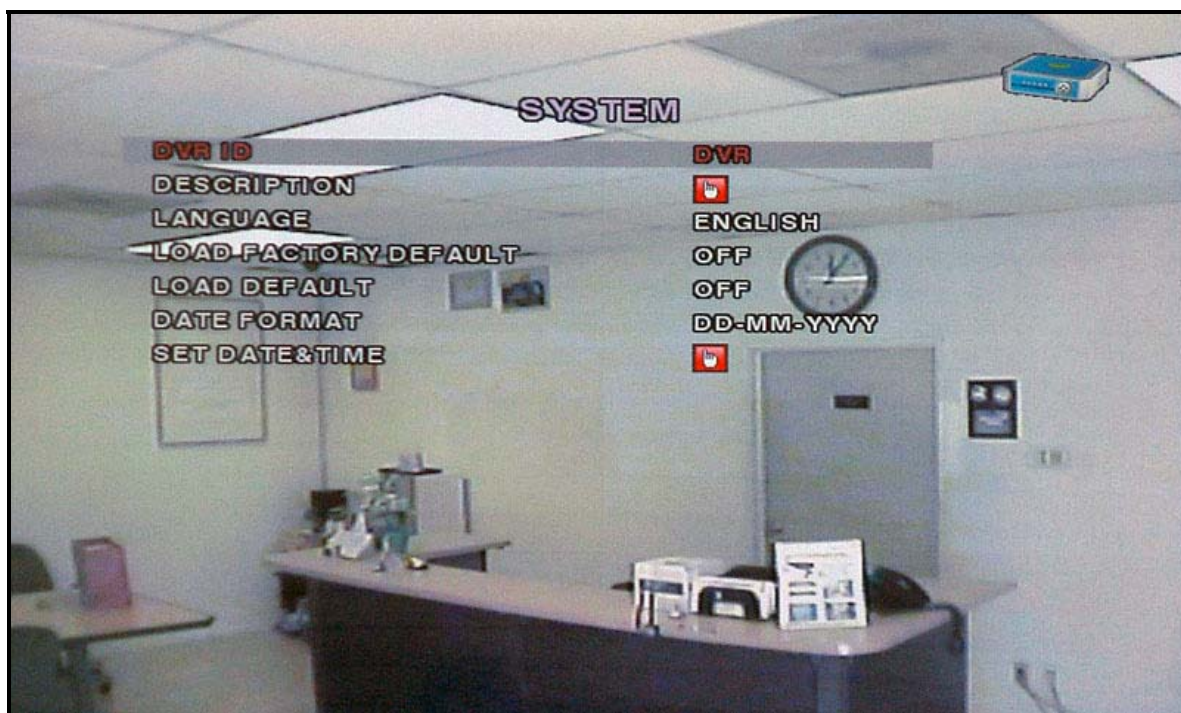 SYSTEM
DVR ID DVR
DESCRIPTION
LANGUAGE ENGLISH
LOAD FACTORY DEFAULT OFF
LOAD DEFAULT OFF
DATE FORMAT DD-MM-YYYY
SET DATE&TIME